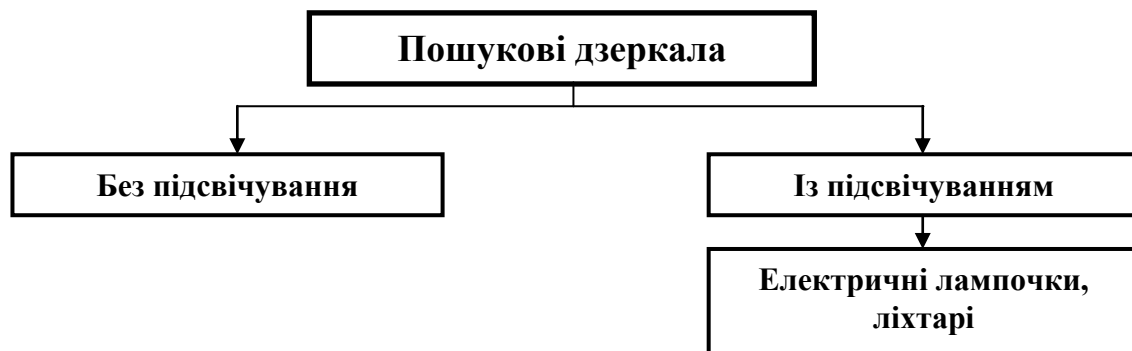 Пошукові дзеркала
Без підсвічування
Із підсвічуванням
Електричні лампочки,
ліхтарі